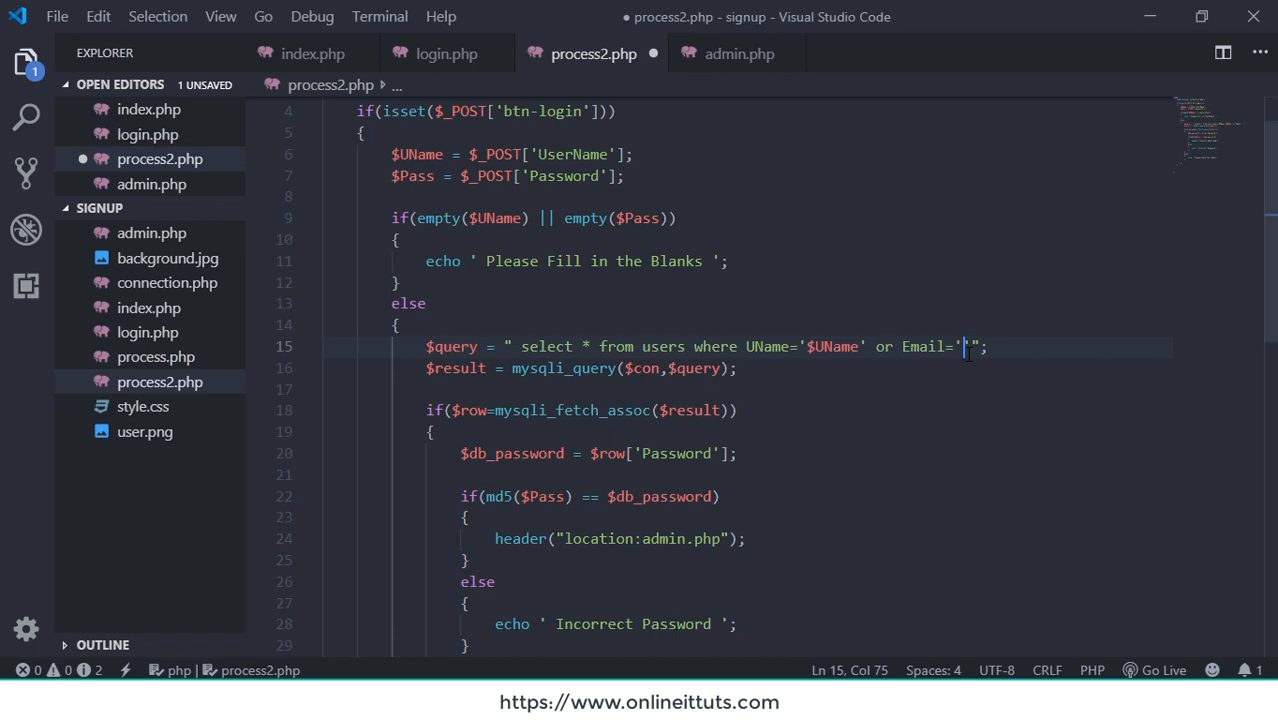 File Edit Selection View Go Debug Terminal Help ● process2.php - signup - Visual Studio Code
EXPLORER
index.php login.php process2.php admin.php
OPEN EDITORS 1 UNSAVED
index.php
login.php
process2.php
admin.php
SIGNUP
admin.php
background.jpg
connection.php
index.php
login.php
process.php
process2.php
style.css
user.png
OUTLINE
1
process2.php › ...
4 if(isset($_POST['btn-login']))
5 {
6 $UName = $_POST['UserName'];
7 $Pass = $_POST['Password'];
8
9 if(empty($UName) || empty($Pass))
10 {
11 echo ' Please Fill in the Blanks ';
12 }
13 else
14 {
15 $query = " select * from users where UName='$UName' or Email=''";
16 $result = mysqli_query($con,$query);
17
18 if($row=mysqli_fetch_assoc($result))
19 {
20 $db_password = $row['Password'];
21
22 if(md5($Pass) == $db_password)
23 {
24 header("location:admin.php");
25 }
26 else
27 {
28 echo ' Incorrect Password ';
29 }
0 0 2 php | process2.php Ln 15, Col 75 Spaces: 4 UTF-8 CRLF PHP Go Live 1
https://www.onlineittuts.com